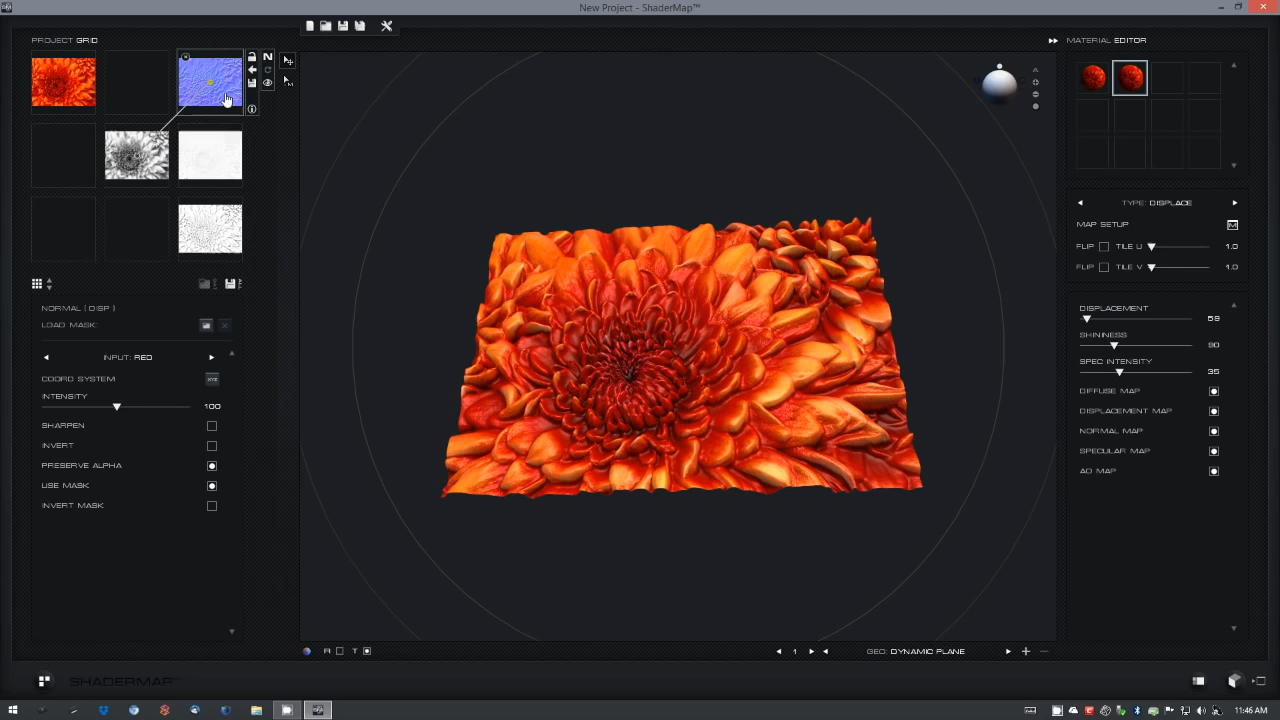 New Project - ShaderMap™
PROJECT GRID
N
MATERIAL EDITOR
TYPE: DISPLACE
MAP SETUP
M
FLIP TILE U 1.0
FLIP TILE V 1.0
NORMAL ( DISP )
LOAD MASK:
INPUT: RED
COORD SYSTEM
XYZ
INTENSITY
100
SHARPEN
INVERT
PRESERVE ALPHA
USE MASK
INVERT MASK
DISPLACEMENT
59
SHININESS
90
SPEC INTENSITY
35
DIFFUSE MAP
DISPLACEMENT MAP
NORMAL MAP
SPECULAR MAP
AO MAP
R T 1 GEO: DYNAMIC PLANE
SHADERMAP™
11:46 AM